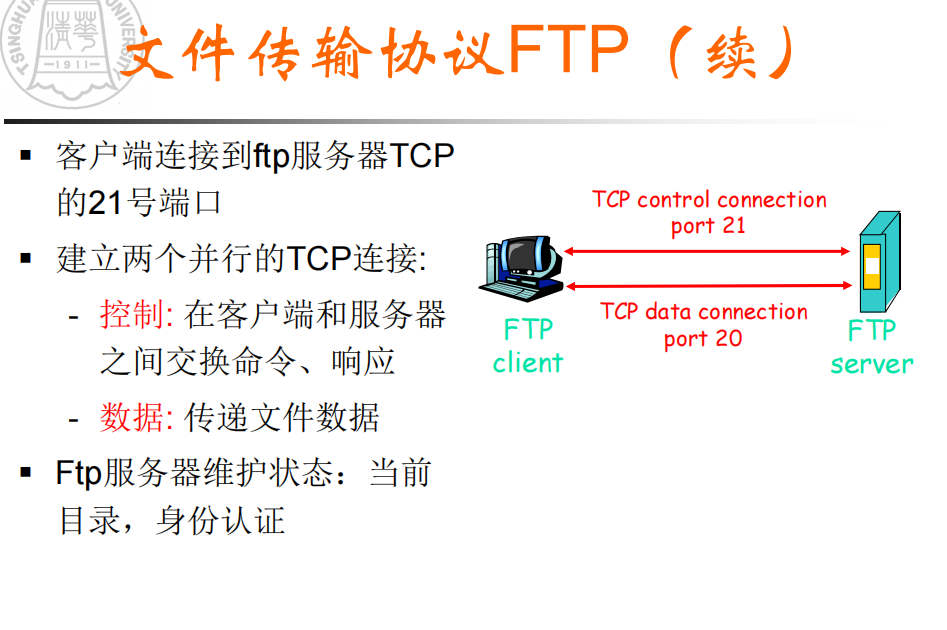 TSINGHUA UNIVERSITY
清华
-1911-
文件传输协议FTP（续）
▪ 客户端连接到ftp服务器TCP
的21号端口
▪ 建立两个并行的TCP连接:
- 控制: 在客户端和服务器
之间交换命令、响应
- 数据: 传递文件数据
▪ Ftp服务器维护状态：当前
目录，身份认证
TCP control connection
port 21
TCP data connection
port 20
FTP
client
FTP
server